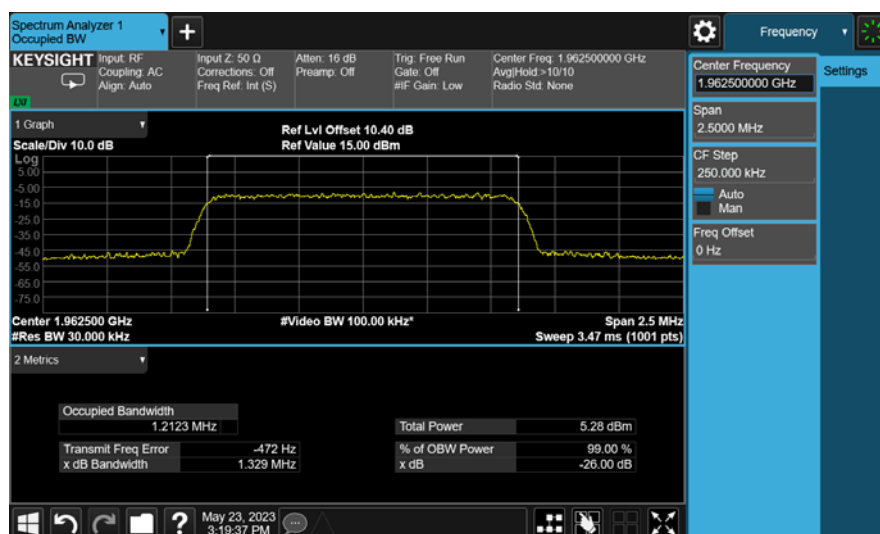 Spectrum Analyzer 1
Occupied BW
Frequency
KEYSIGHT
LXI
Input: RF
Coupling: AC
Align: Auto
Input Z: 50 Ω
Corrections: Off
Freq Ref: Int (S)
Atten: 16 dB
Preamp: Off
Trig: Free Run
Gate: Off
#IF Gain: Low
Center Freq: 1.962500000 GHz
Avg|Hold:>10/10
Radio Std: None
Center Frequency
1.962500000 GHz
Settings
Span
2.5000 MHz
CF Step
250.000 kHz
Auto
Man
Freq Offset
0 Hz
1 Graph
Scale/Div 10.0 dB
Ref Lvl Offset 10.40 dB
Ref Value 15.00 dBm
Log
5.00
-5.00
-15.0
-25.0
-35.0
-45.0
-55.0
-65.0
-75.0
Center 1.962500 GHz
#Res BW 30.000 kHz
#Video BW 100.00 kHz*
Span 2.5 MHz
Sweep 3.47 ms (1001 pts)
2 Metrics
Occupied Bandwidth
1.2123 MHz
Total Power 5.28 dBm
Transmit Freq Error -472 Hz
% of OBW Power 99.00 %
x dB Bandwidth 1.329 MHz
x dB -26.00 dB
?
May 23, 2023
3:19:37 PM